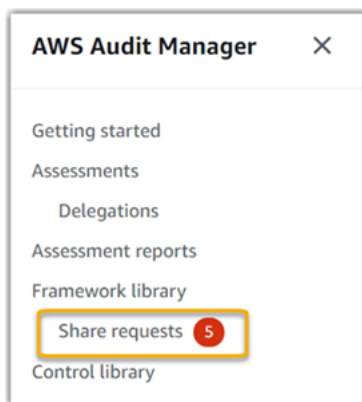 AWS Audit Manager
Getting started
Assessments
Delegations
Assessment reports
Framework library
Share requests 5
Control library